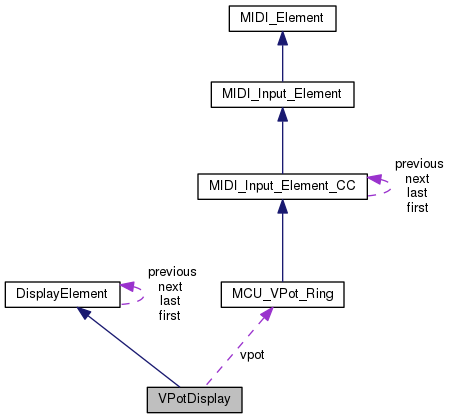 MIDI_Element
MIDI_Input_Element
MIDI_Input_Element_CC
previous
next
last
first
DisplayElement
previous
next
last
first
MCU_VPot_Ring
vpot
VPotDisplay